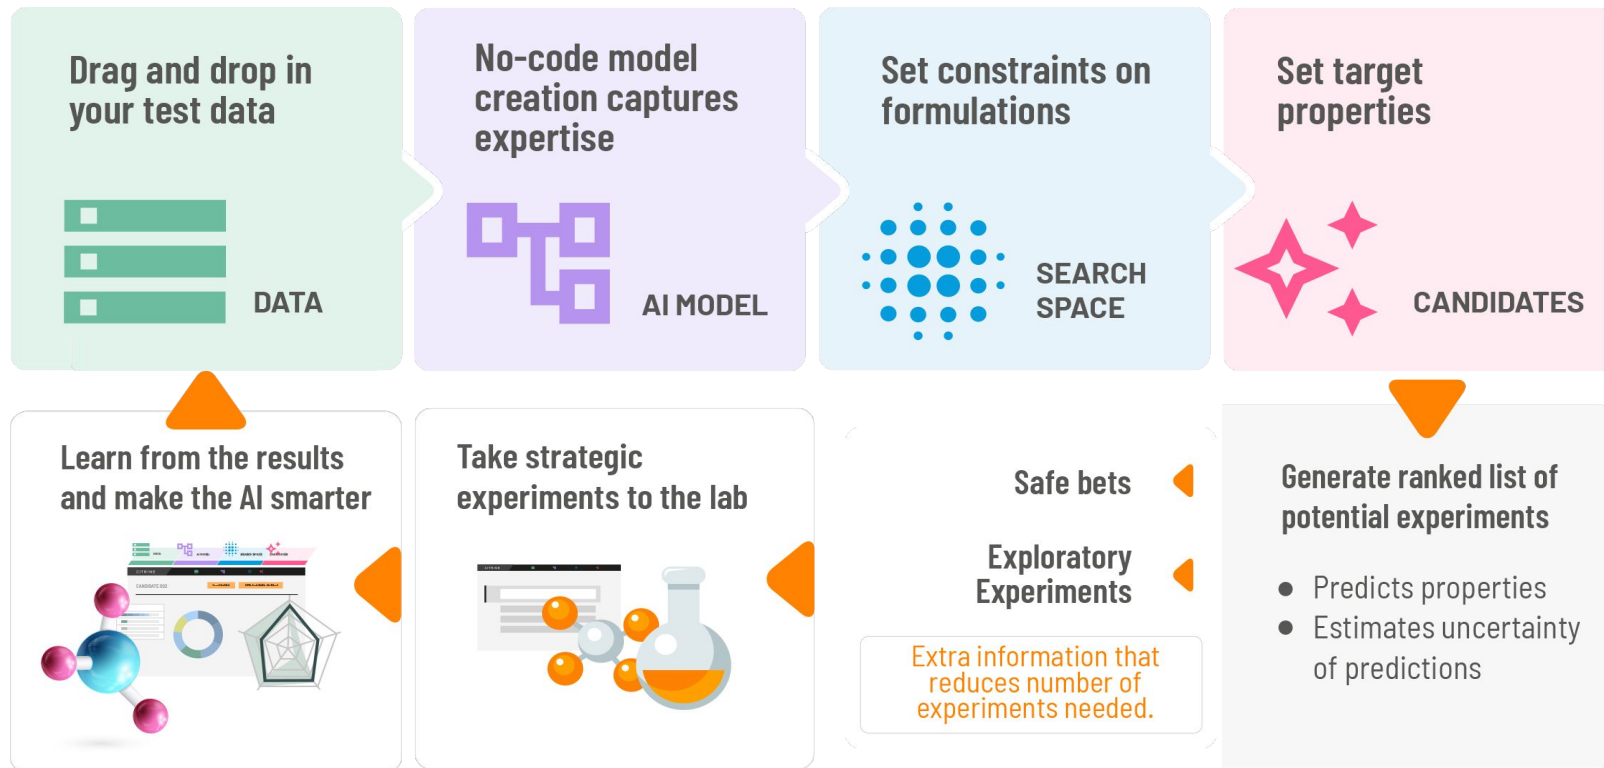 Drag and drop in
your test data
DATA
No-code model
creation captures
expertise
AI MODEL
Set constraints on
formulations
SEARCH
SPACE
Set target
properties
CANDIDATES
Learn from the results
and make the AI smarter
CITRINE
Take strategic
experiments to the lab
Safe bets
Exploratory
Experiments
Extra information that
reduces number of
experiments needed.
Generate ranked list of
potential experiments
● Predicts properties
● Estimates uncertainty
of predictions